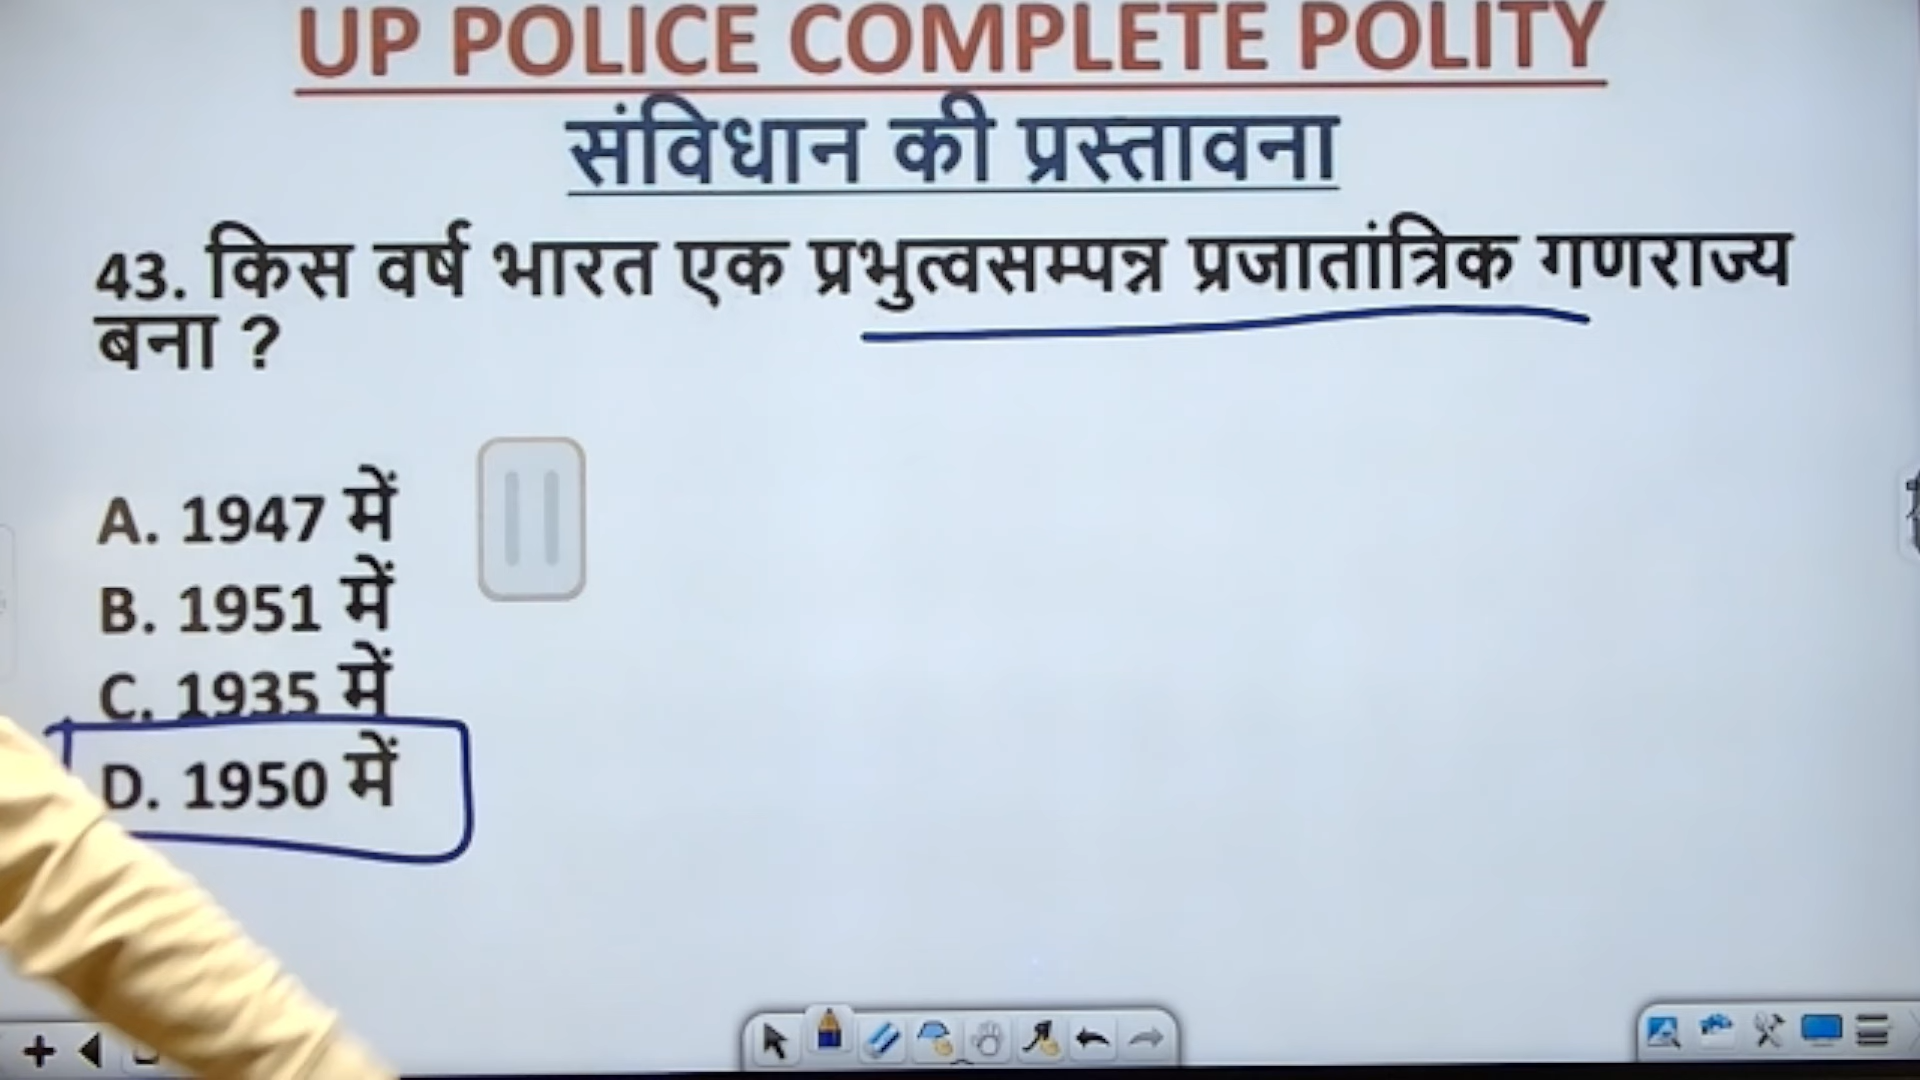 UP POLICE COMPLETE POLITY
संविधान की प्रस्तावना
43. किस वर्ष भारत एक प्रभुत्वसम्पन्न प्रजातांत्रिक गणराज्य
बना ?
A. 1947 में
B. 1951 में
C. 1935 में
D. 1950 में